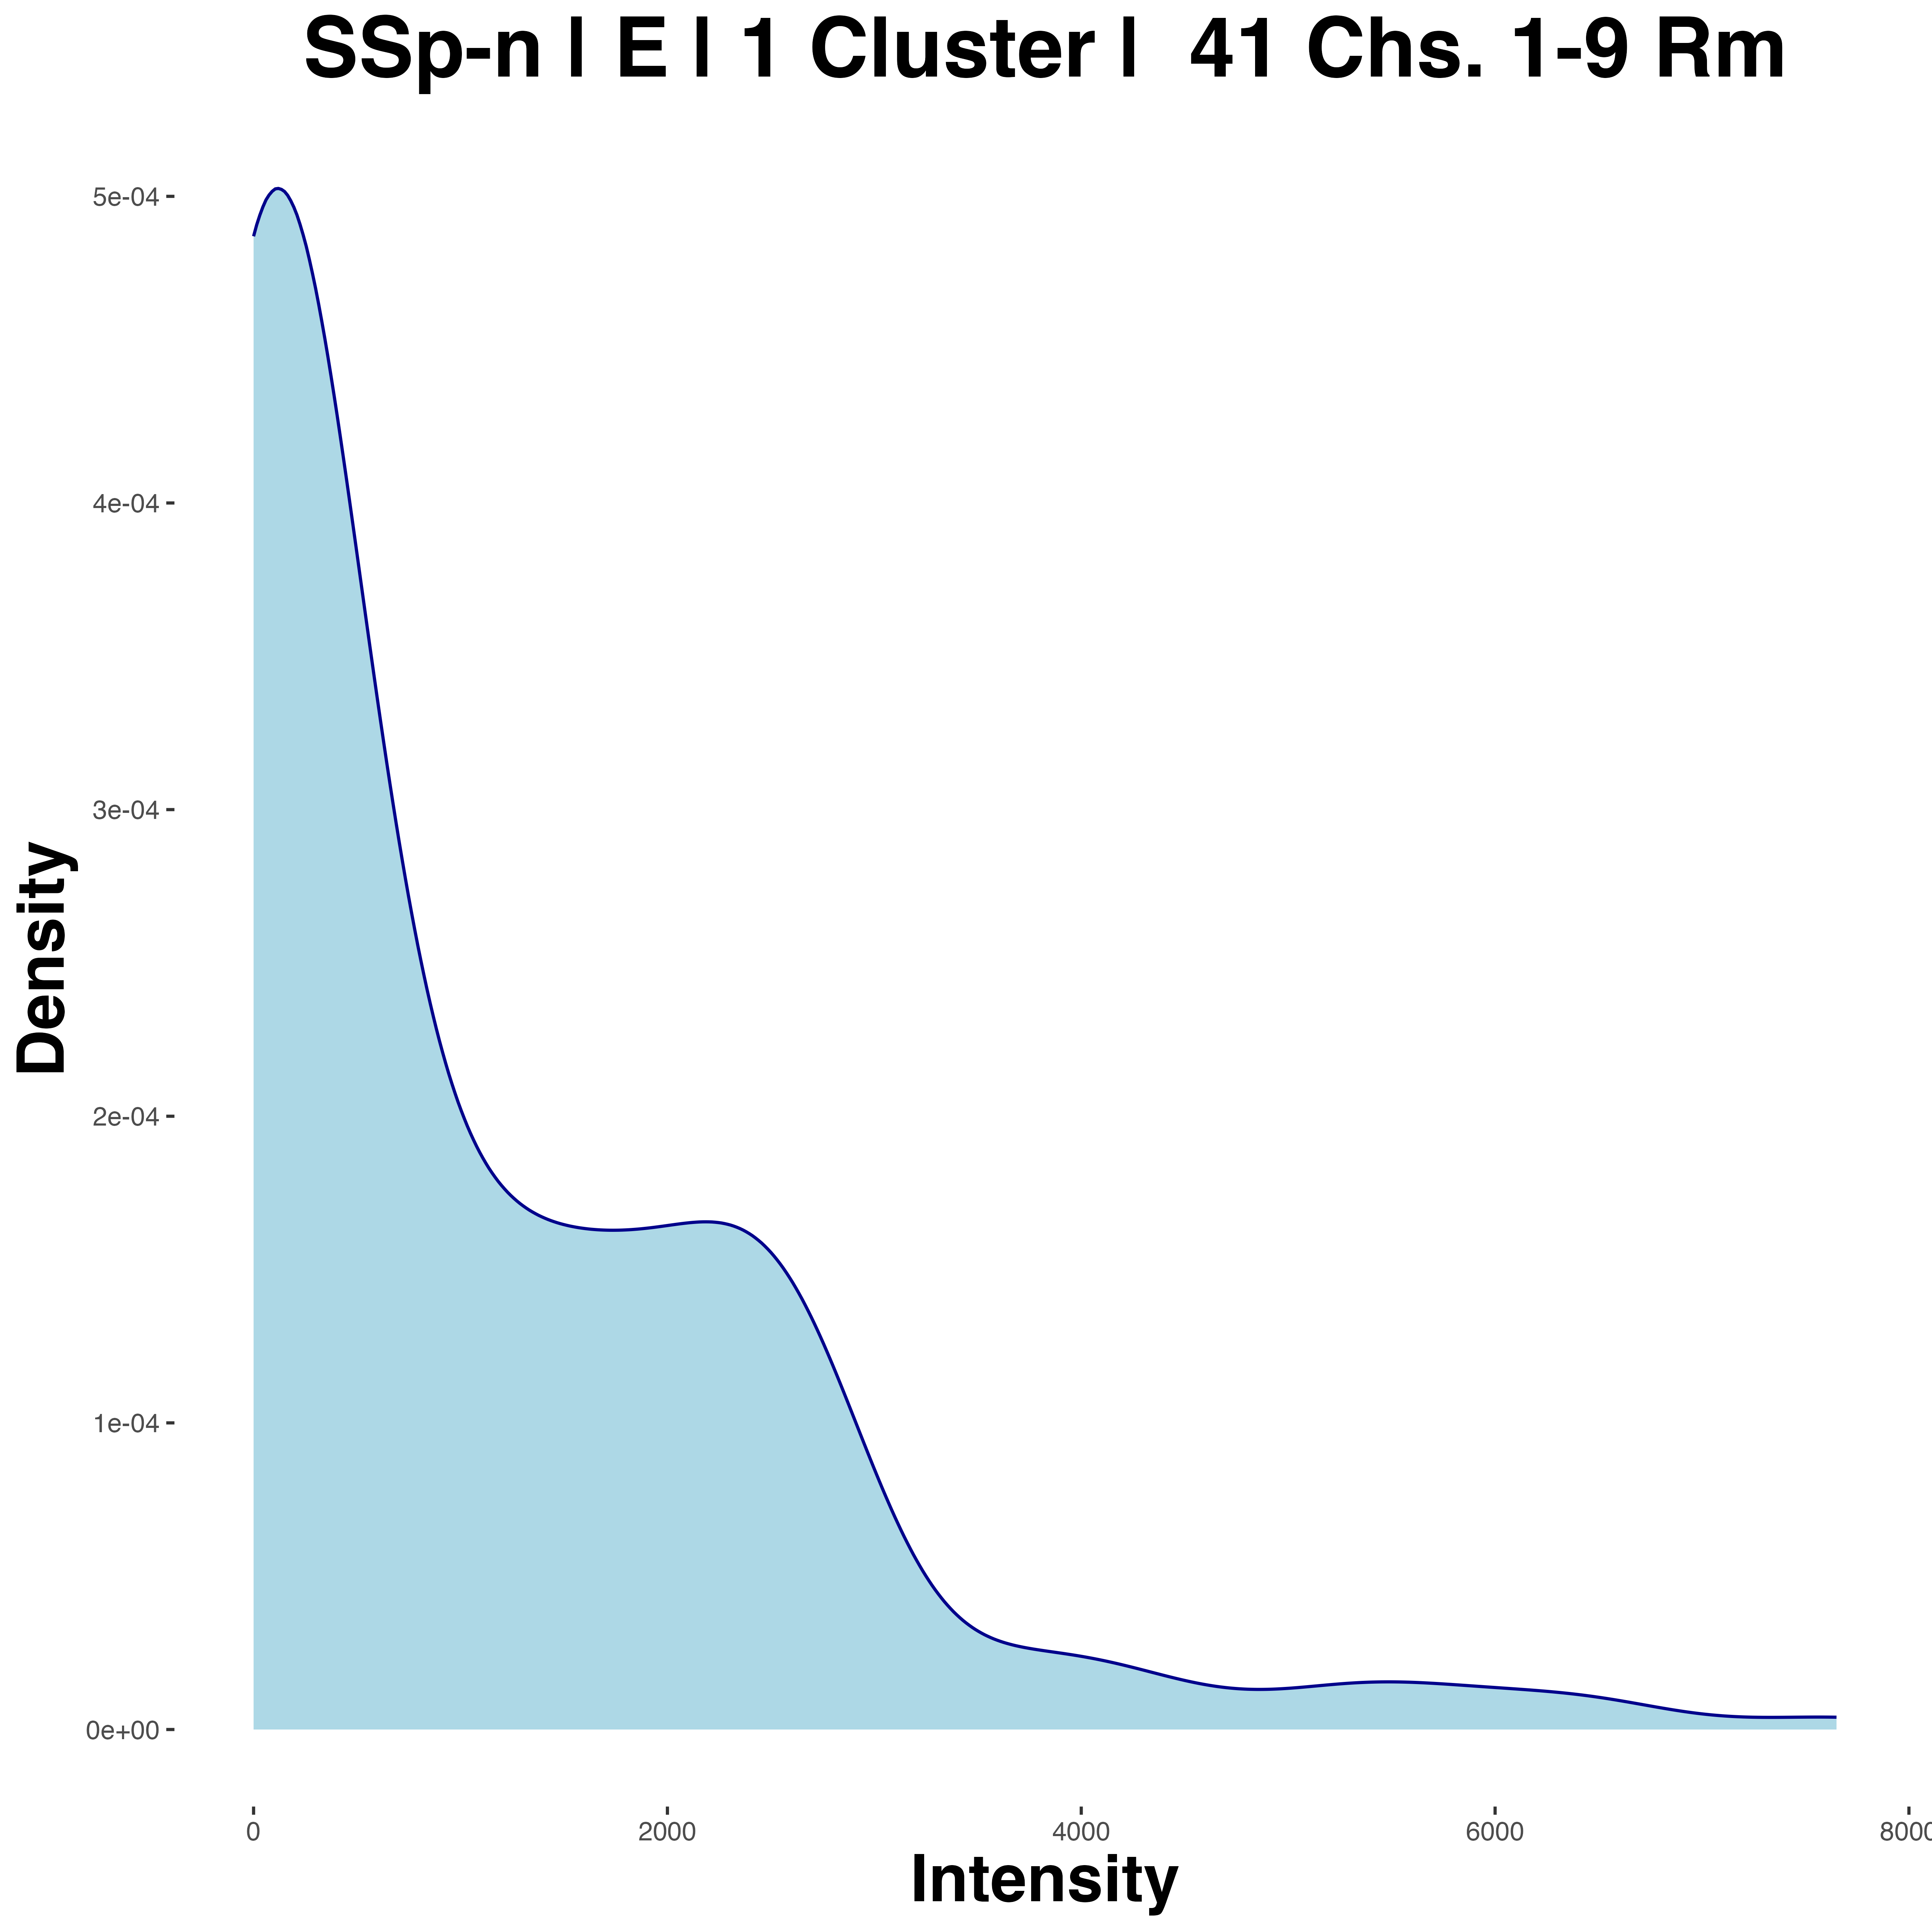 SSp-n | E | 1 Cluster | 41 Chs. 1-9 Rm
5e-04
4e-04
3e-04
2e-04
1e-04
0e+00
Density
0 2000 4000 6000 8000
Intensity